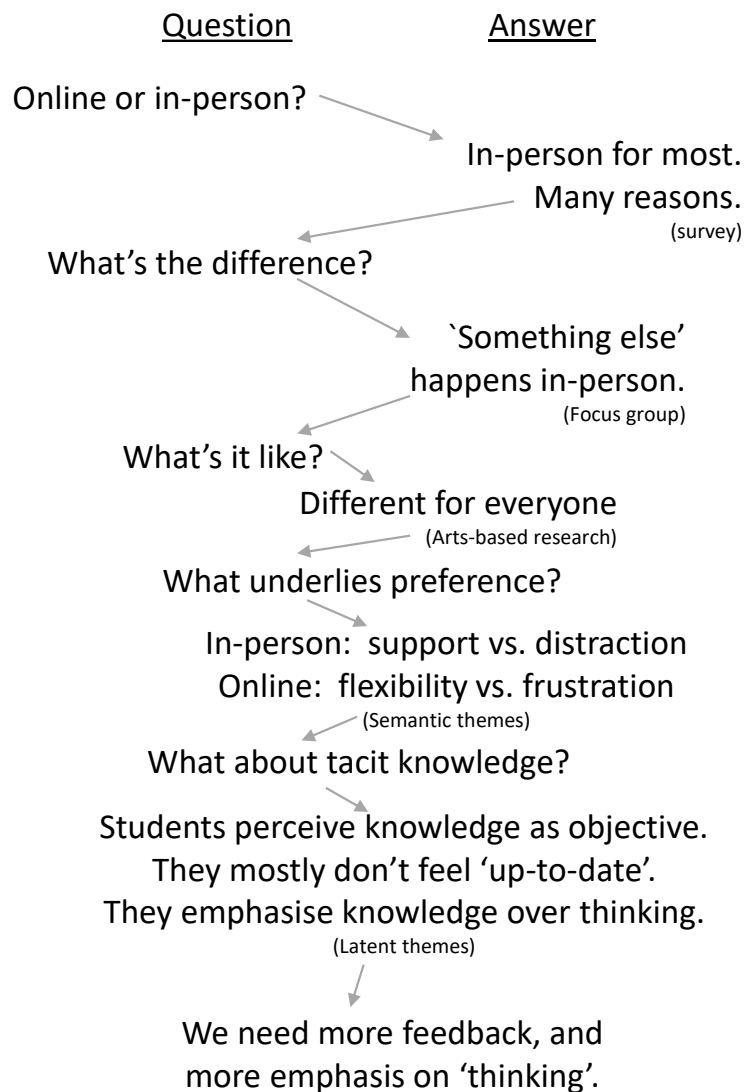 Question Answer
Online or in-person?
In-person for most.
Many reasons.
(survey)
What’s the difference?
`Something else’
happens in-person.
(Focus group)
What’s it like?
Different for everyone
(Arts-based research)
What underlies preference?
In-person: support vs. distraction
Online: flexibility vs. frustration
(Semantic themes)
What about tacit knowledge?
Students perceive knowledge as objective.
They mostly don’t feel ‘up-to-date’.
They emphasise knowledge over thinking.
(Latent themes)
We need more feedback, and
more emphasis on ‘thinking’.